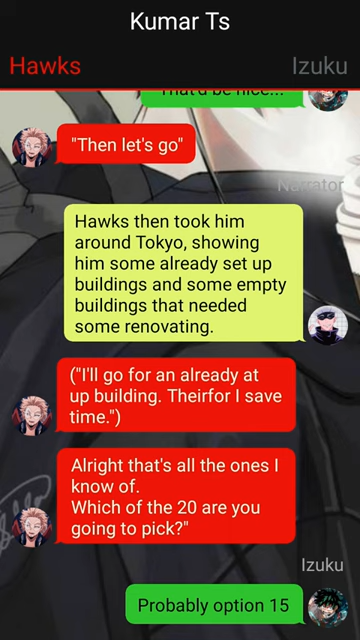 Kumar Ts
Hawks
Izuku
That'd be nice...
"Then let's go"
Narrator
Hawks then took him
around Tokyo, showing
him some already set up
buildings and some empty
buildings that needed
some renovating.
("I'll go for an already at
up building. Theirfor I save
time.")
Alright that's all the ones I
know of.
Which of the 20 are you
going to pick?"
Izuku
Probably option 15